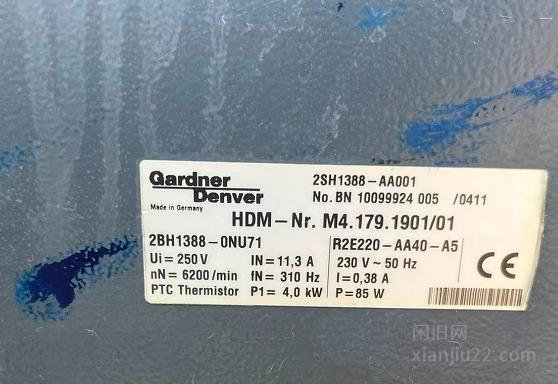 Gardner
Denver
Made in Germany
2SH1388-AA001
No. BN 10099924 005 /0411
HDM-Nr. M4.179.1901/01
2BH1388-0NU71
Ui = 250 V IN = 11,3 A
nN = 6200/min fN = 310 Hz
PTC Thermistor P1 = 4,0 kW
R2E220-AA40-A5
230 V ~ 50 Hz
I = 0,38 A
P = 85 W
CE
闲旧网
xianjiu22.com